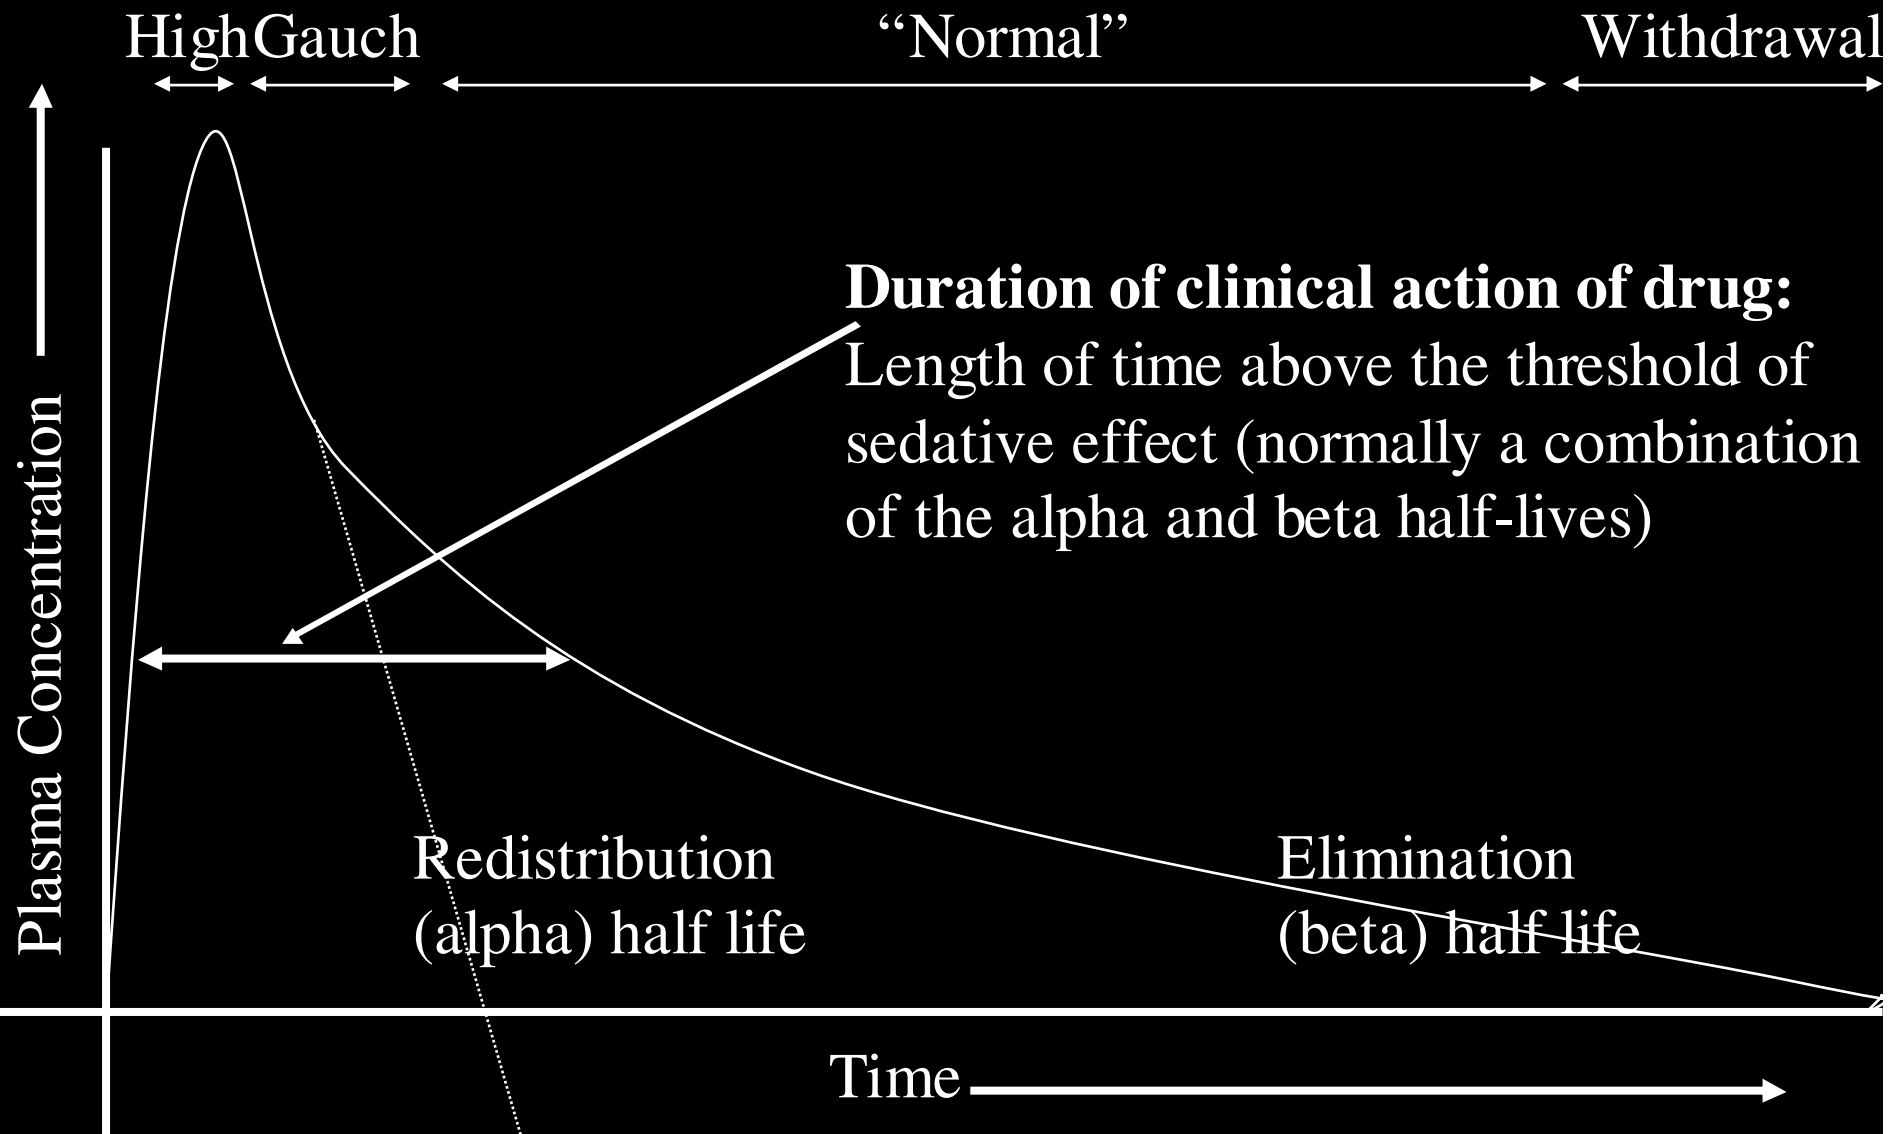 High Gauch “Normal” Withdrawal
Duration of clinical action of drug:
Length of time above the threshold of
sedative effect (normally a combination
of the alpha and beta half-lives)
Plasma Concentration
Redistribution
(alpha) half life
Elimination
(beta) half life
Time